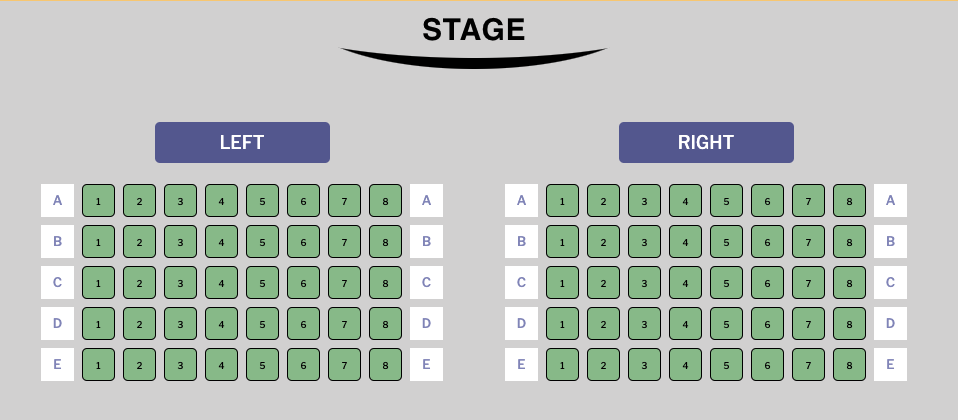 STAGE
LEFT RIGHT
A 1 2 3 4 5 6 7 8 A A 1 2 3 4 5 6 7 8 A
B 1 2 3 4 5 6 7 8 B B 1 2 3 4 5 6 7 8 B
C 1 2 3 4 5 6 7 8 C C 1 2 3 4 5 6 7 8 C
D 1 2 3 4 5 6 7 8 D D 1 2 3 4 5 6 7 8 D
E 1 2 3 4 5 6 7 8 E E 1 2 3 4 5 6 7 8 E